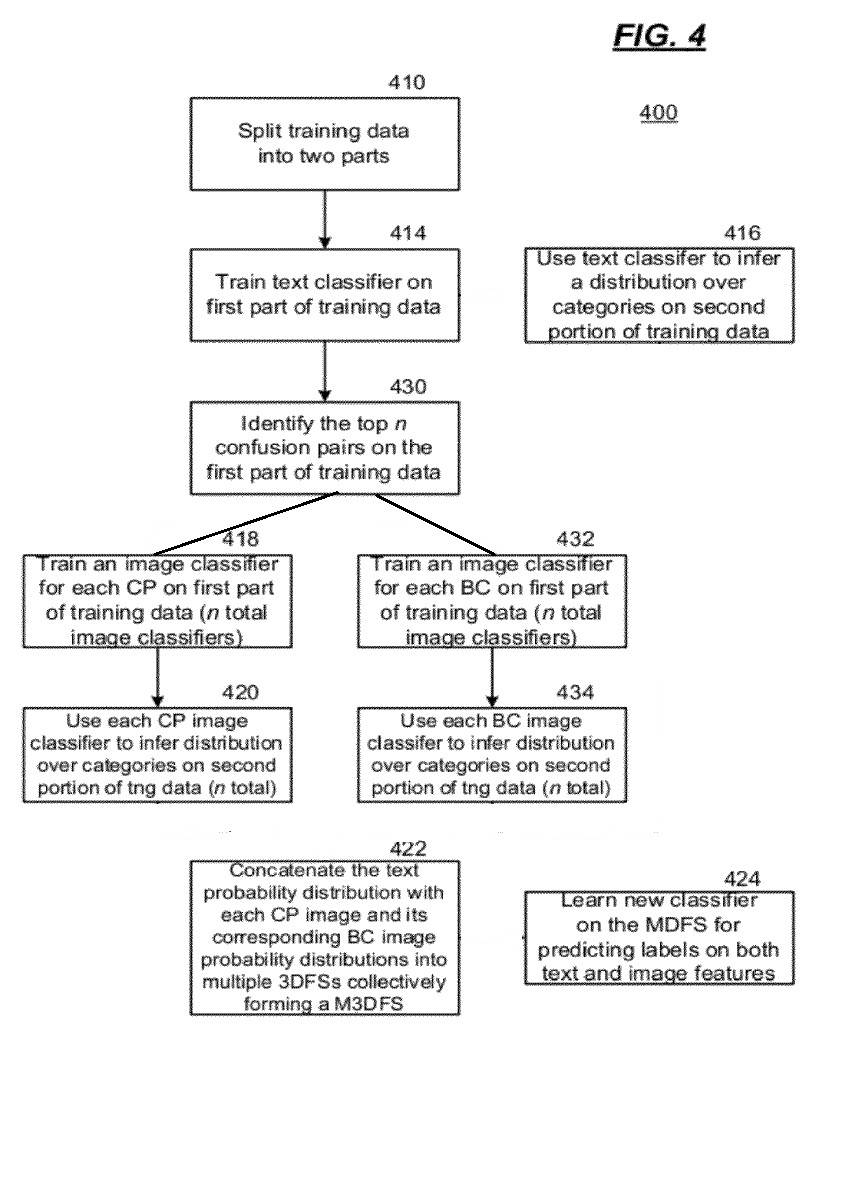 FIG. 4
400
410
Split training data
into two parts
414
Train text classifier on
first part of training data
416
Use text classifer to infer
a distribution over
categories on second
portion of training data
430
Identify the top n
confusion pairs on the
first part of training data
418
Train an image classifier
for each CP on first part
of training data (n total
image classifiers)
432
Train an image classifier
for each BC on first part
of training data (n total
image classifiers)
420
Use each CP image
classifier to infer distribution
over categories on second
portion of tng data (n total)
434
Use each BC image
classifer to infer distribution
over categories on second
portion of tng data (n total)
422
Concatenate the text
probability distribution with
each CP image and its
corresponding BC image
probability distributions into
multiple 3DFSs collectively
forming a M3DFS
424
Learn new classifier
on the MDFS for
predicting labels on both
text and image features